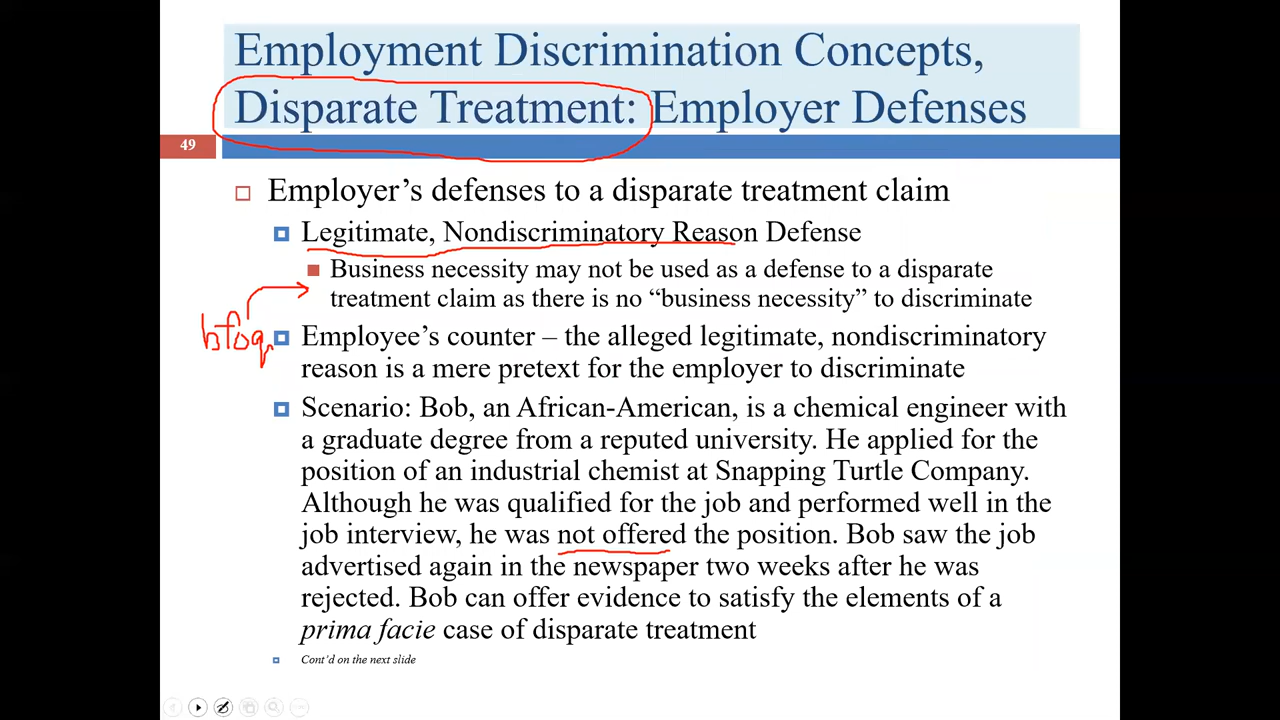 Employment Discrimination Concepts,
Disparate Treatment: Employer Defenses
49
Employer’s defenses to a disparate treatment claim
Legitimate, Nondiscriminatory Reason Defense
Business necessity may not be used as a defense to a disparate
treatment claim as there is no “business necessity” to discriminate
bfoq
Employee’s counter – the alleged legitimate, nondiscriminatory
reason is a mere pretext for the employer to discriminate
Scenario: Bob, an African-American, is a chemical engineer with
a graduate degree from a reputed university. He applied for the
position of an industrial chemist at Snapping Turtle Company.
Although he was qualified for the job and performed well in the
job interview, he was not offered the position. Bob saw the job
advertised again in the newspaper two weeks after he was
rejected. Bob can offer evidence to satisfy the elements of a
prima facie case of disparate treatment
Cont’d on the next slide